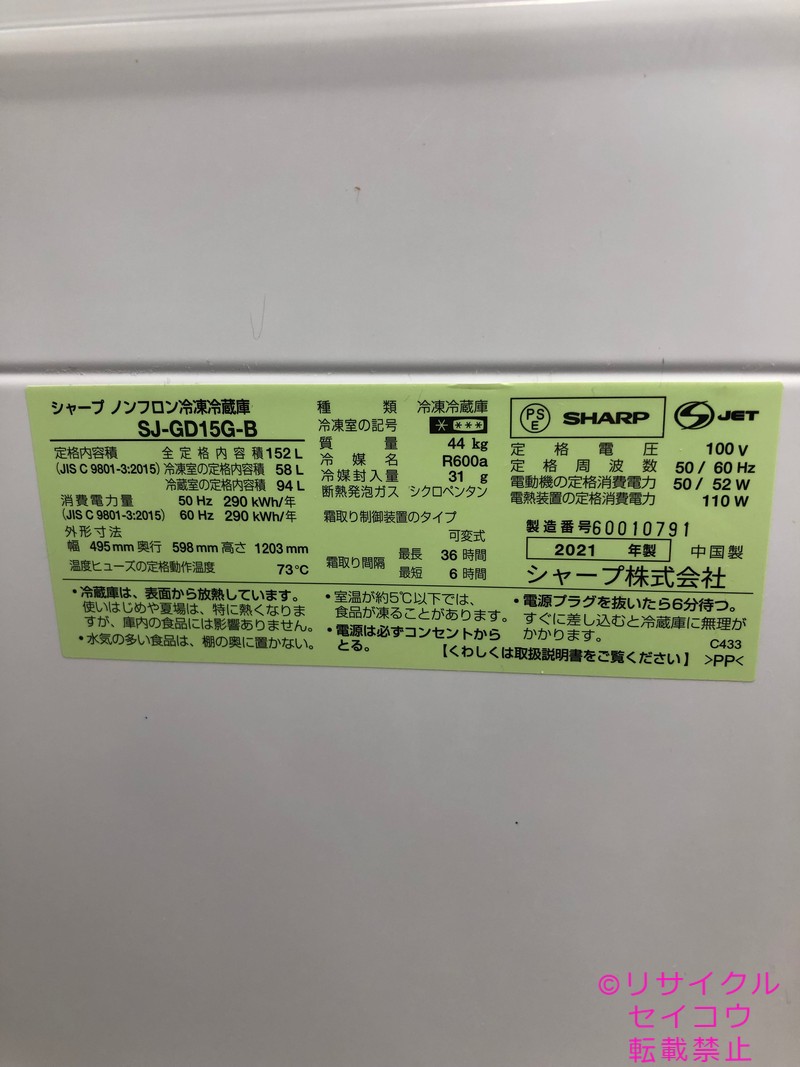 シャープ ノンフロン冷凍冷蔵庫
SJ-GD15G-B
定格内容積 全定格内容積 152 L
(JIS C 9801-3:2015) 冷凍室の定格内容積 58 L
冷蔵室の定格内容積 94 L
消費電力量 50 Hz 290 kWh/年
(JIS C 9801-3:2015) 60 Hz 290 kWh/年
外形寸法
幅 495 mm 奥行 598 mm 高さ 1203 mm
温度ヒューズの定格動作温度 73℃
種類 冷凍冷蔵庫
冷凍室の記号 * ***
質量 44 kg
冷媒名 R600a
冷媒封入量 31 g
断熱発泡ガス シクロペンタン
霜取り制御装置のタイプ
可変式
霜取り間隔 最長 36 時間
最短 6 時間
PS E SHARP S JET
定格電圧 100 V
定格周波数 50 / 60 Hz
電動機の定格消費電力 50 / 52 W
電熱装置の定格消費電力 110 W
製造番号 60010791
2021 年製 中国製
シャープ株式会社
・冷蔵庫は、表面から放熱しています。
使いはじめや夏場は、特に熱くなりま
すが、庫内の食品には影響ありません。
・水気の多い食品は、棚の奥に置かない。
・室温が約5℃以下では、
食品が凍ることがあります。
・電源は必ずコンセントから
とる。
・電源プラグを抜いたら6分待つ。
すぐに差し込むと冷蔵庫に無理が
かかります。
C433
【くわしくは取扱説明書をご覧ください】 >PP<
©リサイクル
セイコウ
転載禁止